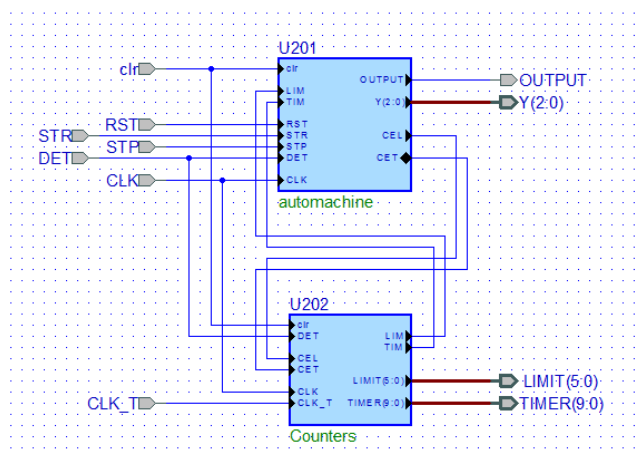 U201
clr
clr
OUTPUT
OUTPUT
LIM
TIM
Y(2:0)
Y(2:0)
RST
RST
STR
STR
CEL
STP
STP
DET
DET
CET
CLK
CLK
automachine
U202
clr
DET
LIM
TIM
CEL
CET
LIMIT(5:0)
LIMIT(5:0)
CLK
CLK_T
CLK_T
TIMER(9:0)
TIMER(9:0)
Counters